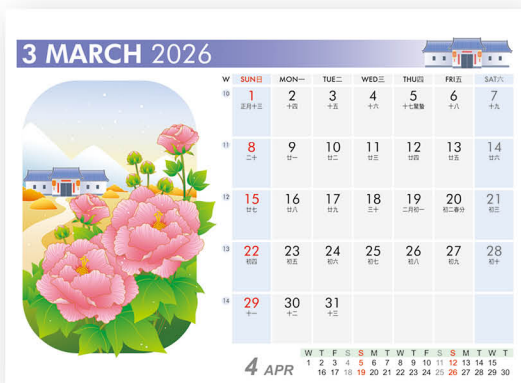 3 MARCH 2026
W SUN日 MON一 TUE二 WED三 THU四 FRI五 SAT六
10 1 2 3 4 5 6 7
正月十三 十四 十五 十六 十七驚蟄 十八 十九
11 8 9 10 11 12 13 14
二十 廿一 廿二 廿三 廿四 廿五 廿六
12 15 16 17 18 19 20 21
廿七 廿八 廿九 三十 二月初一 初二春分 初三
13 22 23 24 25 26 27 28
初四 初五 初六 初七 初八 初九 初十
14 29 30 31
十一 十二 十三
4 APR
W T F S S M T W T F S S M T W T
1 2 3 4 5 6 7 8 9 10 11 12 13 14 15
16 17 18 19 20 21 22 23 24 25 26 27 28 29 30